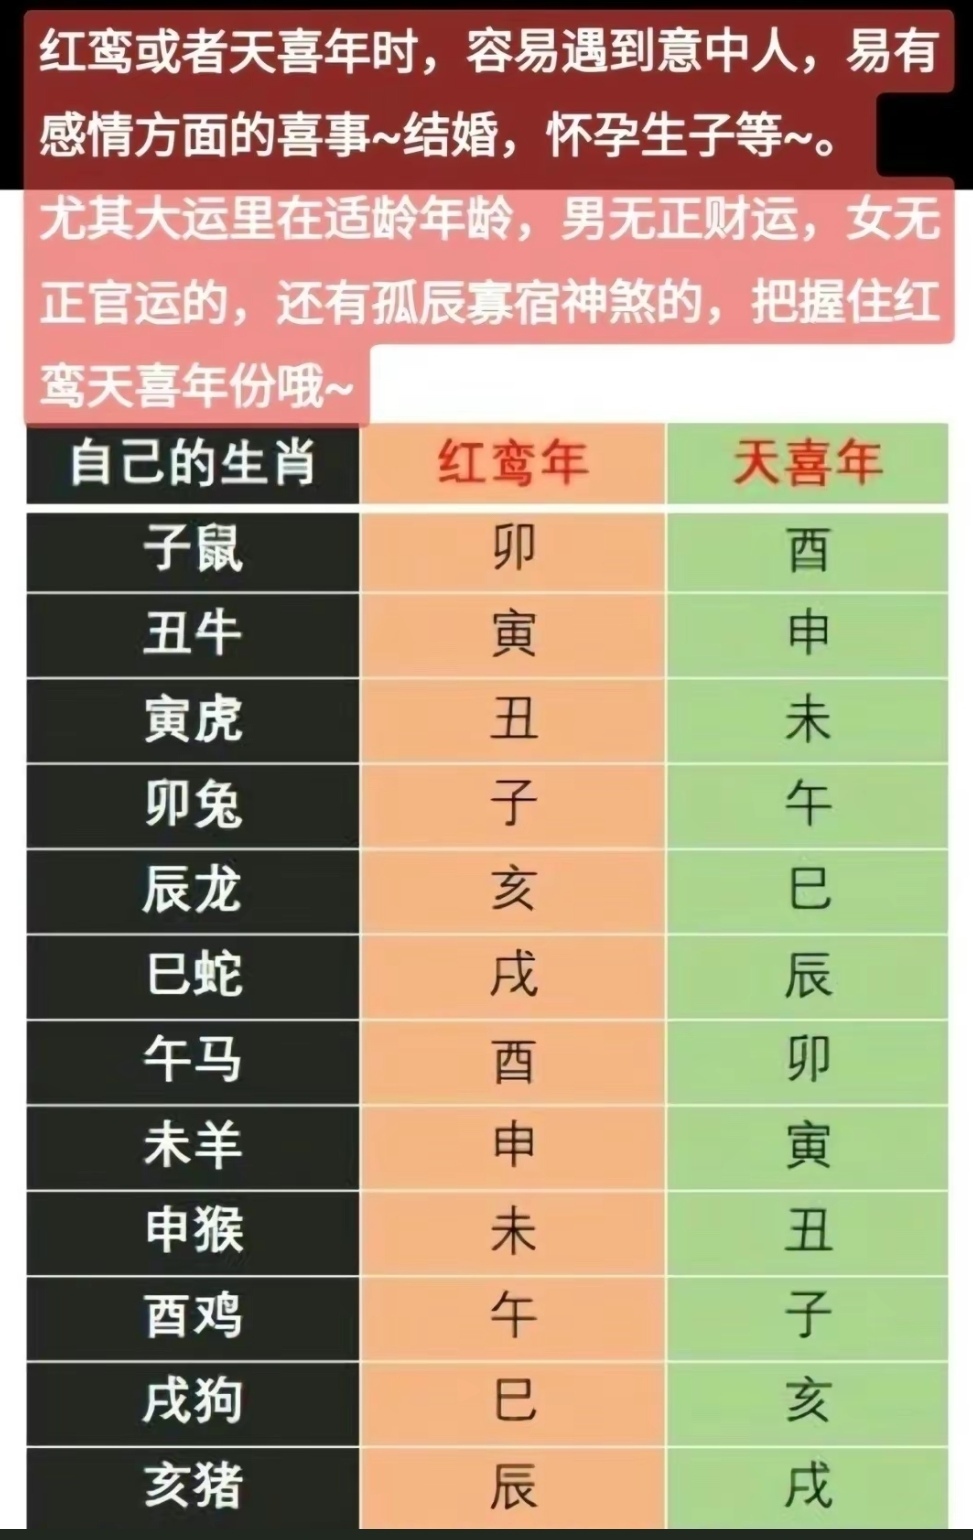 红鸾或者天喜年时，容易遇到意中人，易有
感情方面的喜事~结婚，怀孕生子等~。
尤其大运里在适龄年龄，男无正财运，女无
正官运的，还有孤辰寡宿神煞的，把握住红
鸾天喜年份哦~
自己的生肖 红鸾年 天喜年
子鼠 卯 酉
丑牛 寅 申
寅虎 丑 未
卯兔 子 午
辰龙 亥 巳
巳蛇 戌 辰
午马 酉 卯
未羊 申 寅
申猴 未 丑
酉鸡 午 子
戌狗 巳 亥
亥猪 辰 戌